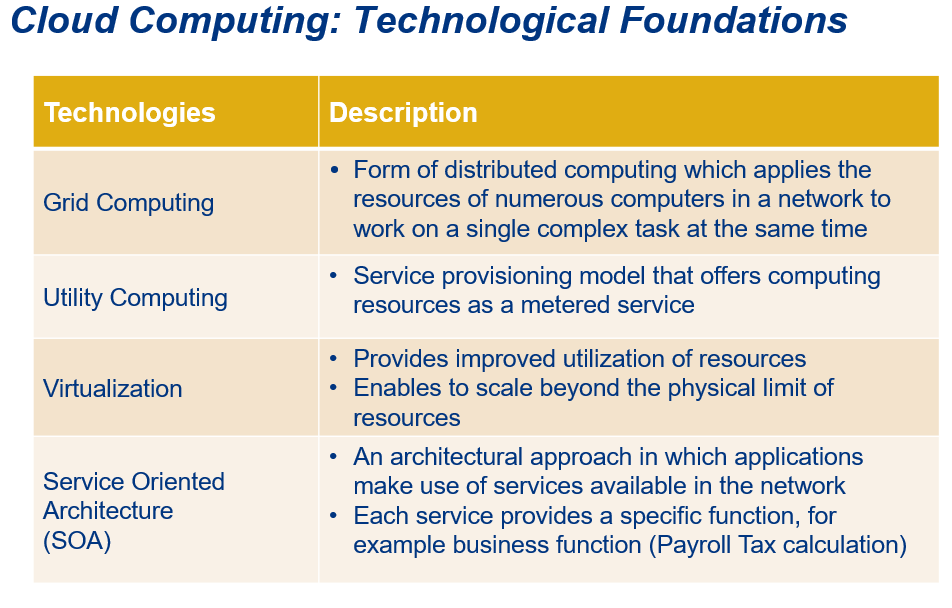 Cloud Computing: Technological Foundations
Technologies
Description
Grid Computing
• Form of distributed computing which applies the
resources of numerous computers in a network to
work on a single complex task at the same time
Utility Computing
• Service provisioning model that offers computing
resources as a metered service
Virtualization
• Provides improved utilization of resources
• Enables to scale beyond the physical limit of
resources
Service Oriented
Architecture
(SOA)
• An architectural approach in which applications
make use of services available in the network
• Each service provides a specific function, for
example business function (Payroll Tax calculation)